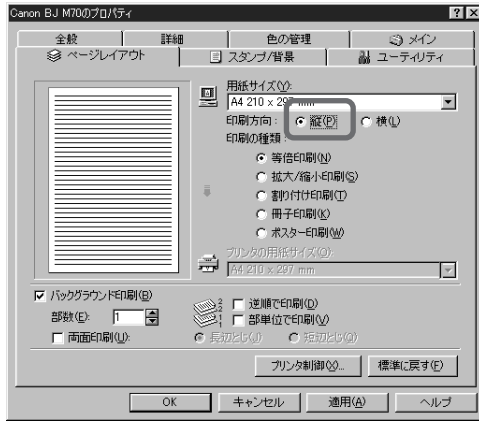 Canon BJ M70のプロパティ
全般 詳細 色の管理 メイン
ページレイアウト スタンプ/背景 ユーティリティ
用紙サイズ(Y):
A4 210 x 297 mm
印刷方向: 縦(P) 横(L)
印刷の種類:
等倍印刷(N)
拡大/縮小印刷(S)
割り付け印刷(T)
冊子印刷(K)
ポスター印刷(W)
プリンタの用紙サイズ(O):
A4 210 x 297 mm
バックグラウンド印刷(B)
部数(E): 1
逆順で印刷(D)
部単位で印刷(V)
両面印刷(U):
長辺とじ(J) 短辺とじ(Q)
プリンタ制御(X)... 標準に戻す(F)
OK キャンセル 適用(A) ヘルプ